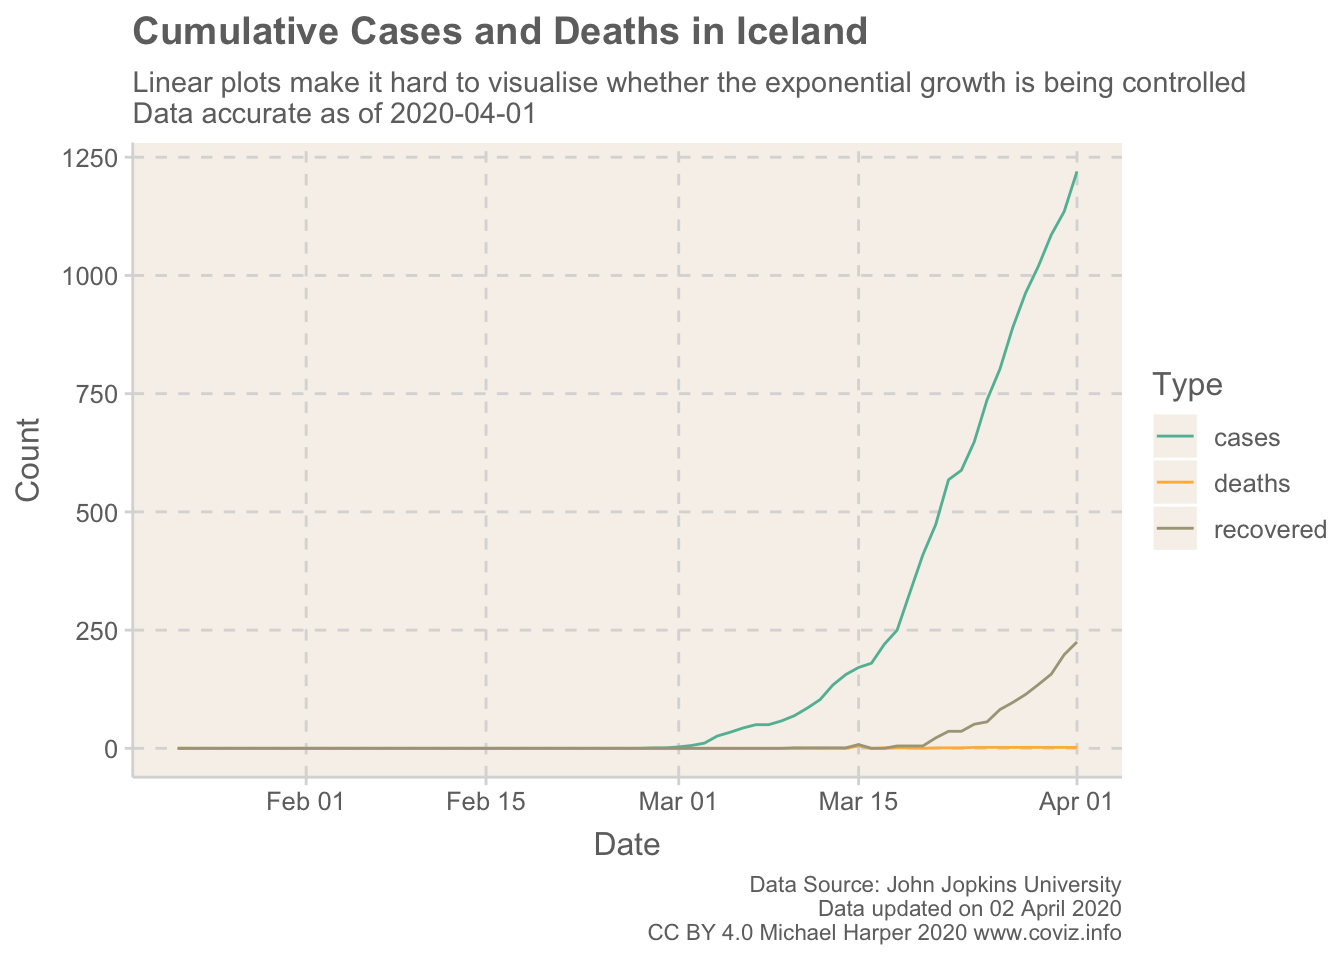 Cumulative Cases and Deaths in Iceland
Linear plots make it hard to visualise whether the exponential growth is being controlled
Data accurate as of 2020-04-01
1250
1000
750
500
250
0
Count
Feb 01
Feb 15
Mar 01
Mar 15
Apr 01
Date
Type
cases
deaths
recovered
Data Source: John Jopkins University
Data updated on 02 April 2020
CC BY 4.0 Michael Harper 2020 www.coviz.info